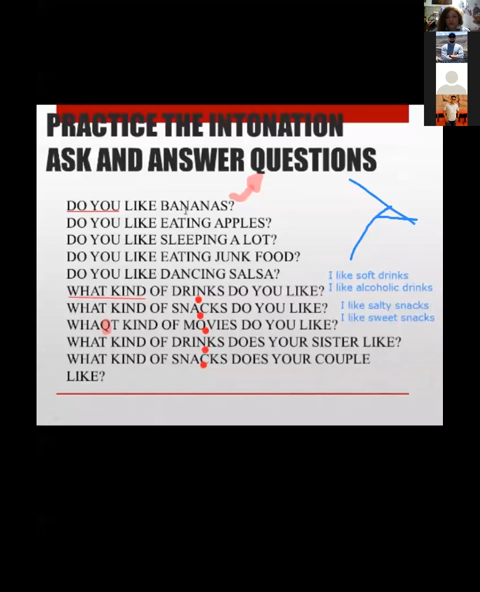 PRACTICE THE INTONATION
ASK AND ANSWER QUESTIONS
DO YOU LIKE BANANAS?
DO YOU LIKE EATING APPLES?
DO YOU LIKE SLEEPING A LOT?
DO YOU LIKE EATING JUNK FOOD?
DO YOU LIKE DANCING SALSA?
WHAT KIND OF DRINKS DO YOU LIKE?
WHAT KIND OF SNACKS DO YOU LIKE?
WHAQT KIND OF MOVIES DO YOU LIKE?
WHAT KIND OF DRINKS DOES YOUR SISTER LIKE?
WHAT KIND OF SNACKS DOES YOUR COUPLE
LIKE?
I like soft drinks
I like alcoholic drinks
I like salty snacks
I like sweet snacks